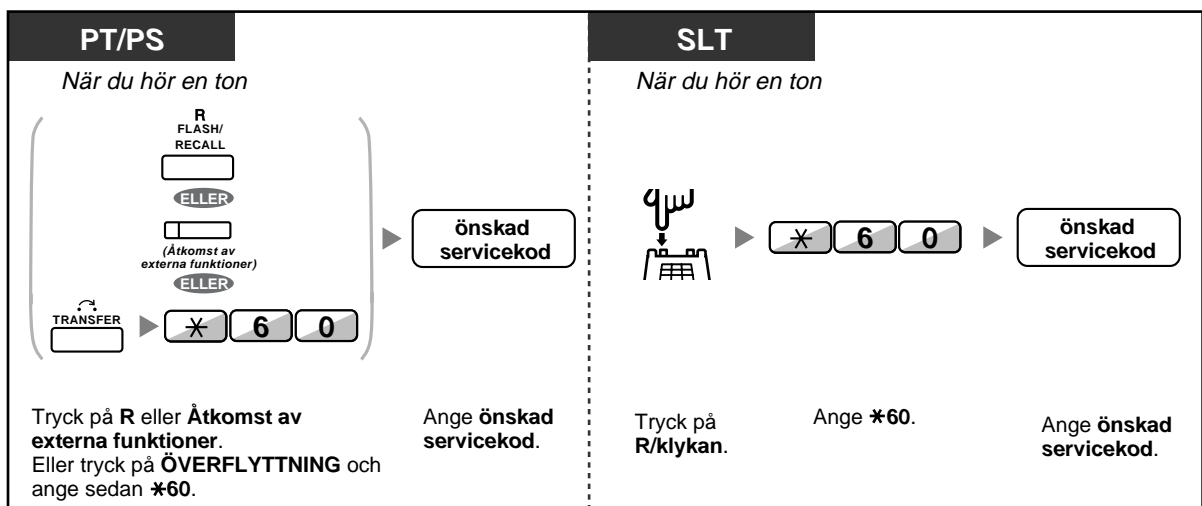 PT/PS
När du hör en ton
R
FLASH/
RECALL
ELLER
(Åtkomst av
externa funktioner)
ELLER
TRANSFER
* 6 0
önskad
servicekod
Tryck på R eller Åtkomst av
externa funktioner.
Eller tryck på ÖVERFLYTTNING och
ange sedan *60.
Ange önskad
servicekod.
SLT
När du hör en ton
* 6 0
önskad
servicekod
Tryck på
R/klykan.
Ange *60.
Ange önskad
servicekod.